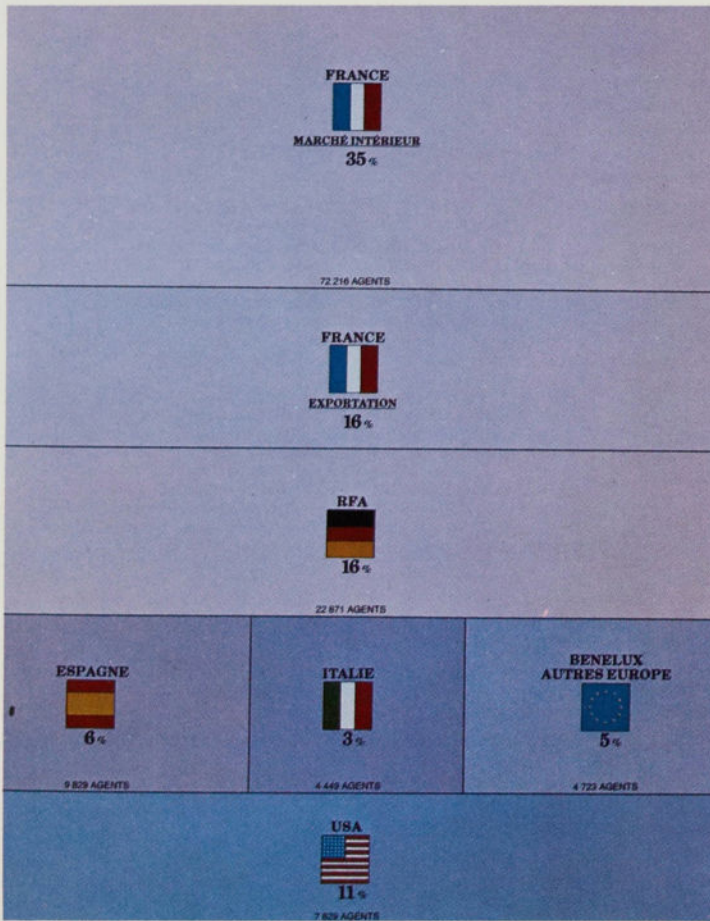 FRANCE
MARCHÉ INTÉRIEUR
35 %
72 216 AGENTS
FRANCE
EXPORTATION
16 %
RFA
16 %
22 871 AGENTS
ESPAGNE
6 %
9 829 AGENTS
ITALIE
3 %
4 449 AGENTS
BENELUX
AUTRES EUROPE
5 %
4 723 AGENTS
USA
11 %
7 829 AGENTS